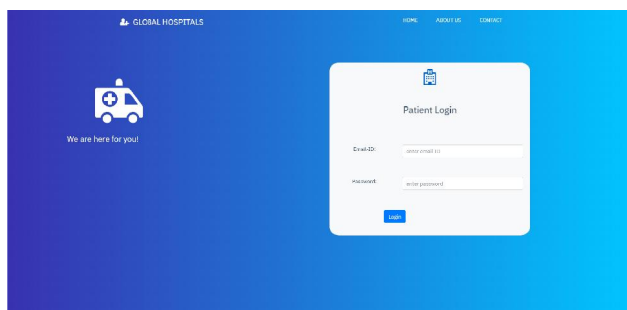 GLOBAL HOSPITALS
HOME ABOUT US CONTACT
We are here for you!
Patient Login
Email-ID: enter email ID
Password: enter password
Login